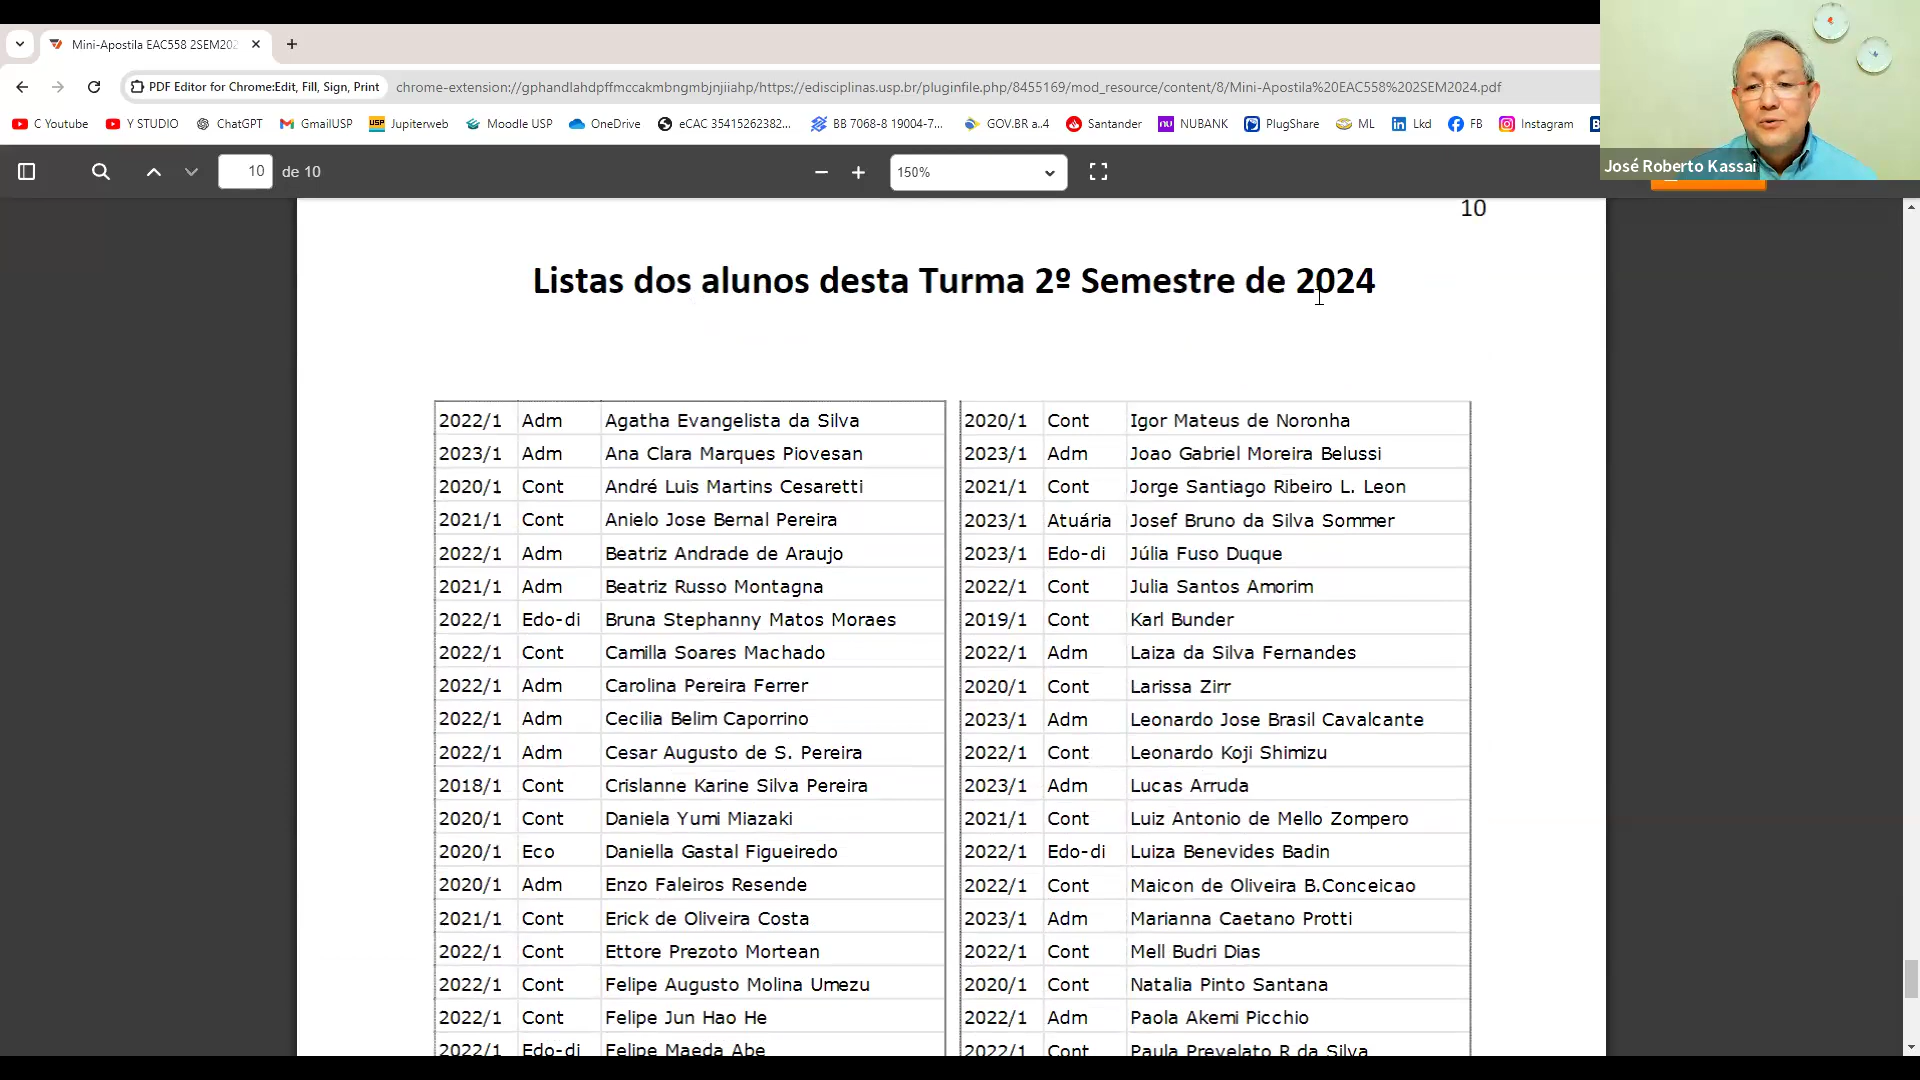 Mini-Apostila EAC558 2SEM202
PDF Editor for Chrome:Edit, Fill, Sign, Print
chrome-extension://gphandlahdpffmccakmbngmbjnjiiahp/https://edisciplinas.usp.br/pluginfile.php/8455169/mod_resource/content/8/Mini-Apostila%20EAC558%202SEM2024.pdf
C Youtube Y STUDIO ChatGPT GmailUSP Jupiterweb Moodle USP OneDrive eCAC 35415262382... BB 7068-8 19004-7... GOV.BR a..4 Santander NUBANK PlugShare ML Lkd FB Instagram
José Roberto Kassai
10 de 10 150%
10
Listas dos alunos desta Turma 2º Semestre de 2024
2022/1 Adm Agatha Evangelista da Silva
2023/1 Adm Ana Clara Marques Piovesan
2020/1 Cont André Luis Martins Cesaretti
2021/1 Cont Anielo Jose Bernal Pereira
2022/1 Adm Beatriz Andrade de Araujo
2021/1 Adm Beatriz Russo Montagna
2022/1 Edo-di Bruna Stephanny Matos Moraes
2022/1 Cont Camilla Soares Machado
2022/1 Adm Carolina Pereira Ferrer
2022/1 Adm Cecilia Belim Caporrino
2022/1 Adm Cesar Augusto de S. Pereira
2018/1 Cont Crislanne Karine Silva Pereira
2020/1 Cont Daniela Yumi Miazaki
2020/1 Eco Daniella Gastal Figueiredo
2020/1 Adm Enzo Faleiros Resende
2021/1 Cont Erick de Oliveira Costa
2022/1 Cont Ettore Prezoto Mortean
2022/1 Cont Felipe Augusto Molina Umezu
2022/1 Cont Felipe Jun Hao He
2022/1 Edo-di Felipe Maeda Abe
2020/1 Cont Igor Mateus de Noronha
2023/1 Adm Joao Gabriel Moreira Belussi
2021/1 Cont Jorge Santiago Ribeiro L. Leon
2023/1 Atuária Josef Bruno da Silva Sommer
2023/1 Edo-di Júlia Fuso Duque
2022/1 Cont Julia Santos Amorim
2019/1 Cont Karl Bunder
2022/1 Adm Laiza da Silva Fernandes
2020/1 Cont Larissa Zirr
2023/1 Adm Leonardo Jose Brasil Cavalcante
2022/1 Cont Leonardo Koji Shimizu
2023/1 Adm Lucas Arruda
2021/1 Cont Luiz Antonio de Mello Zompero
2022/1 Edo-di Luiza Benevides Badin
2022/1 Cont Maicon de Oliveira B.Conceicao
2023/1 Adm Marianna Caetano Protti
2022/1 Cont Mell Budri Dias
2020/1 Cont Natalia Pinto Santana
2022/1 Adm Paola Akemi Picchio
2022/1 Cont Paula Prevelato R da Silva